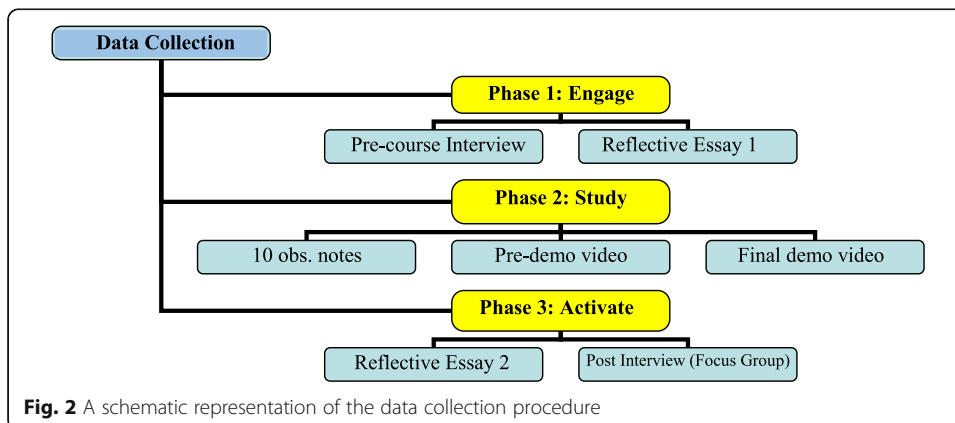 Data Collection
Phase 1: Engage
Pre-course Interview
Reflective Essay 1
Phase 2: Study
10 obs. notes
Pre-demo video
Final demo video
Phase 3: Activate
Reflective Essay 2
Post Interview (Focus Group)
Fig. 2 A schematic representation of the data collection procedure